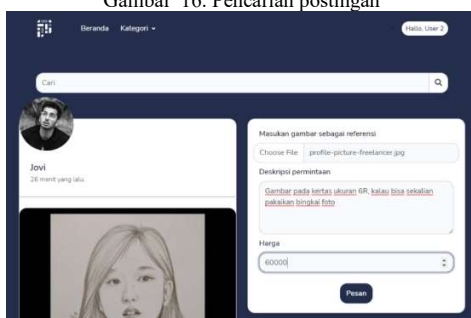 Gambar 16. Pencarian postingan
Beranda Kategori
Hallo, User 2
Cari
Jovi
26 menit yang lalu
Masukan gambar sebagai referensi
Choose File profile-picture-freelancer.jpg
Deskripsi permintaan
Gambar pada kertas ukuran 6R, kalau bisa sekalian
pakaikan bingkai foto
Harga
60000
Pesan